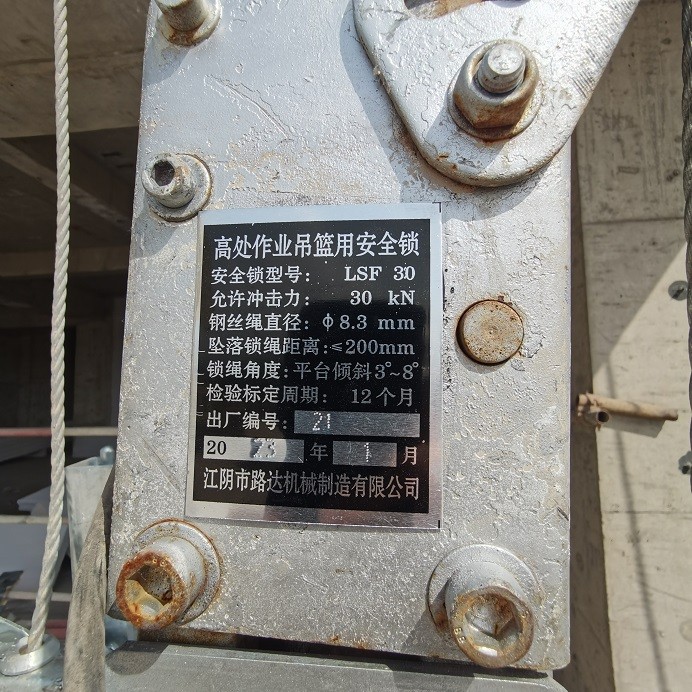 高处作业吊篮用安全锁
安全锁型号: LSF 30
允许冲击力: 30 kN
钢丝绳直径: φ8.3 mm
坠落锁绳距离:≤200mm
锁绳角度:平台倾斜3°~8°
检验标定周期: 12个月
出厂编号: 21
2023 年 1 月
江阴市路达机械制造有限公司